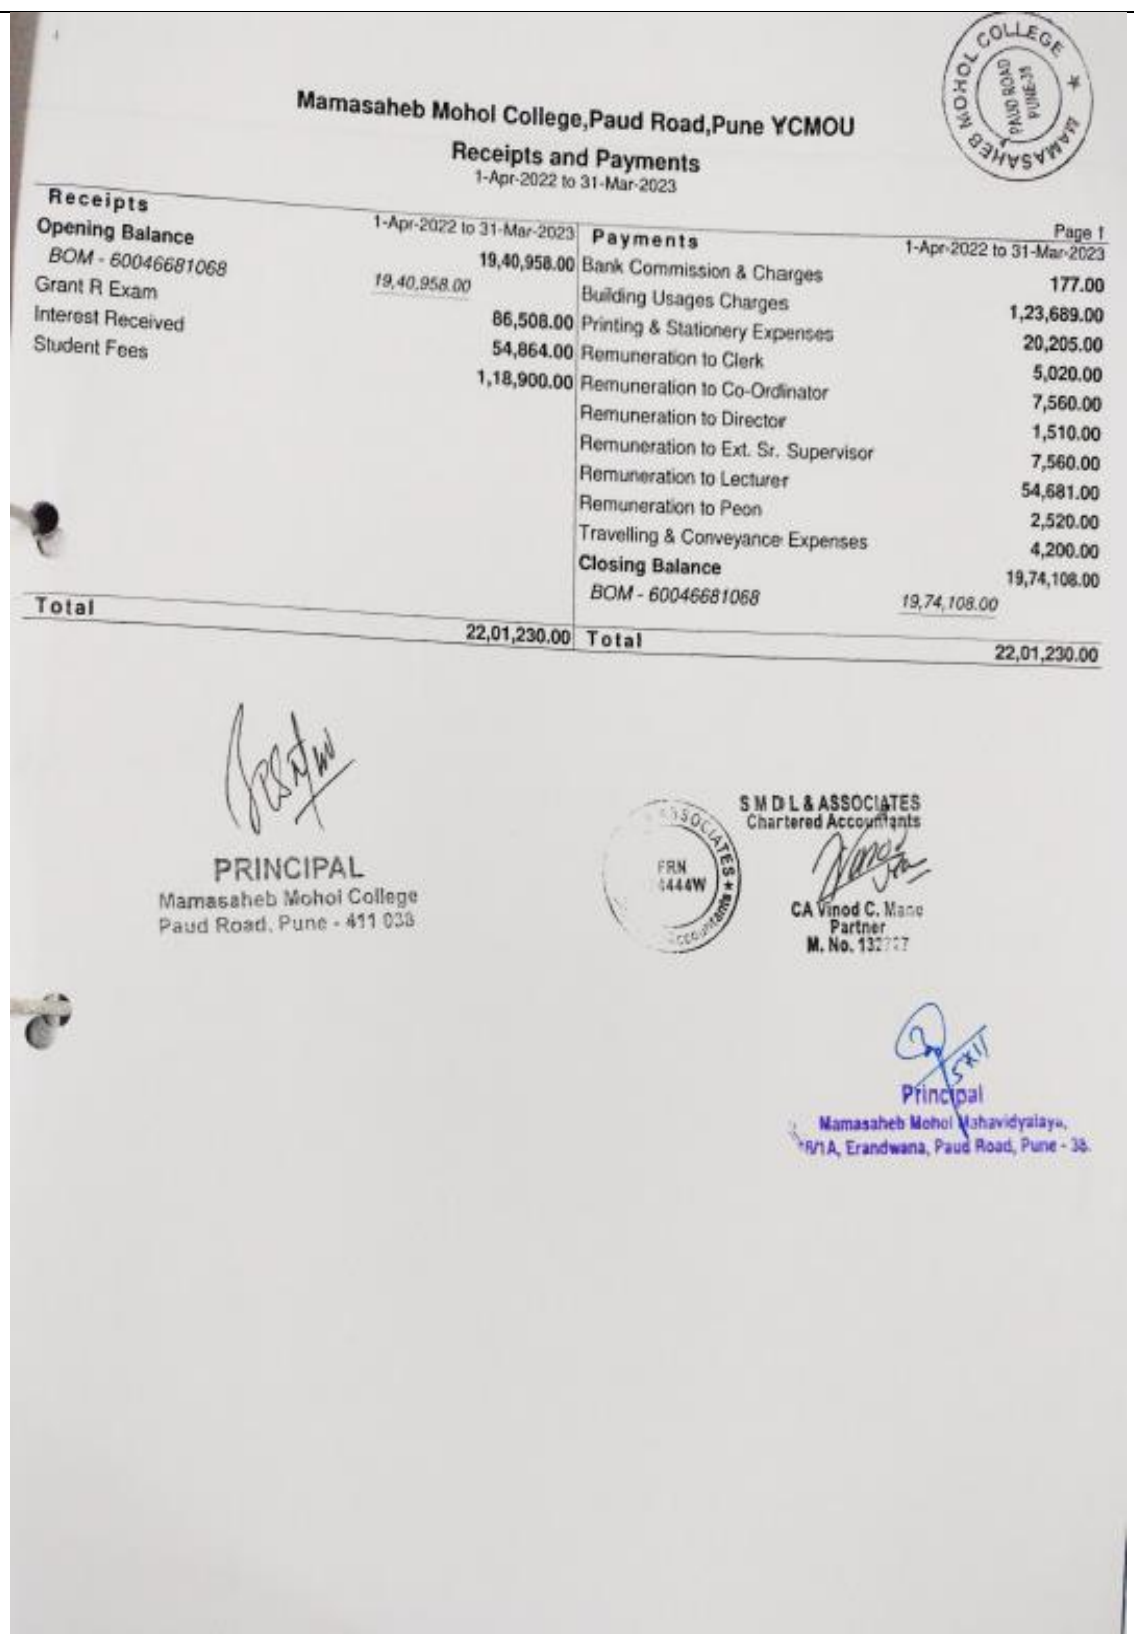 MAMASAHEB MOHOL COLLEGE ★
PAUD ROAD
PUNE-38
Mamasaheb Mohol College,Paud Road,Pune YCMOU
Receipts and Payments
1-Apr-2022 to 31-Mar-2023
Page 1
Receipts 1-Apr-2022 to 31-Mar-2023 Payments 1-Apr-2022 to 31-Mar-2023
Opening Balance 19,40,958.00 Bank Commission & Charges 177.00
BOM - 60046681068 19,40,958.00 Building Usages Charges 1,23,689.00
Grant R Exam 86,508.00 Printing & Stationery Expenses 20,205.00
Interest Received 54,864.00 Remuneration to Clerk 5,020.00
Student Fees 1,18,900.00 Remuneration to Co-Ordinator 7,560.00
Remuneration to Director 1,510.00
Remuneration to Ext. Sr. Supervisor 7,560.00
Remuneration to Lecturer 54,681.00
Remuneration to Peon 2,520.00
Travelling & Conveyance Expenses 4,200.00
Closing Balance 19,74,108.00
BOM - 60046681068 19,74,108.00
Total 22,01,230.00 Total 22,01,230.00
PRINCIPAL
Mamasaheb Mohol College
Paud Road, Pune - 411 038
ASSOCIATES ★
FRN
444W
Accountants
S M D L & ASSOCIATES
Chartered Accountants
CA Vinod C. Mane
Partner
M. No.
Principal
Mamasaheb Mohol Mahavidyalaya,
Erandwana, Paud Road, Pune - 38.